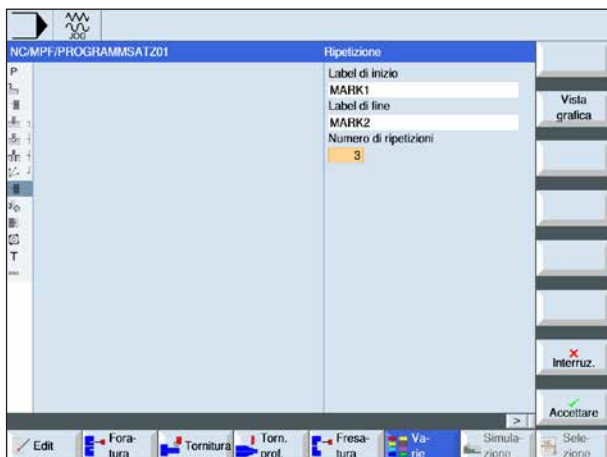 JOG
NC/MPF/PROGRAMMSATZ01
Ripetizione
P
Label di inizio
MARK1
Label di fine
MARK2
Numero di ripetizioni
3
T
Vista
grafica
Interruz.
Accettare
>
Edit
Fora-
tura
Tornitura
Torn.
prof.
Fresa-
tura
Va-
rie
Simula-
zione
Sele-
zione